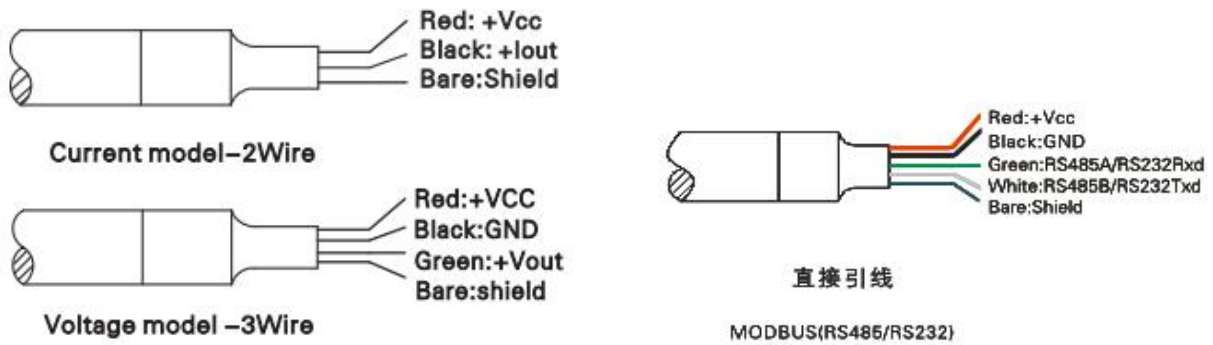 Red: +Vcc
Black: +Iout
Bare:Shield
Current model-2Wire
Red:+VCC
Black:GND
Green:+Vout
Bare:shield
Voltage model -3Wire
Red:+Vcc
Black:GND
Green:RS485A/RS232Rxd
White:RS485B/RS232Txd
Bare:Shield
直接引线
MODBUS(RS485/RS232)